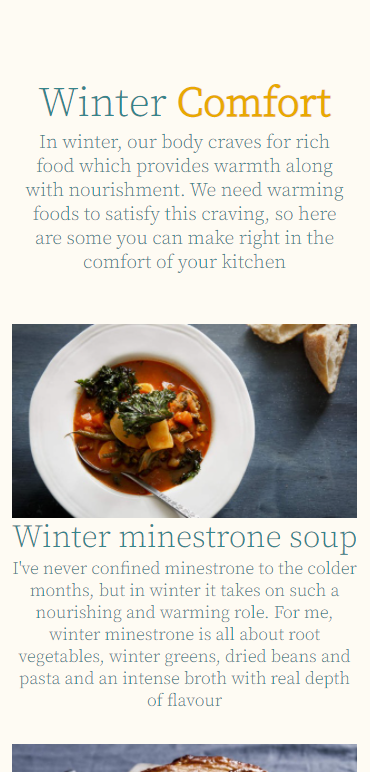 Winter Comfort
In winter, our body craves for rich
food which provides warmth along
with nourishment. We need warming
foods to satisfy this craving, so here
are some you can make right in the
comfort of your kitchen
Winter minestrone soup
I've never confined minestrone to the colder
months, but in winter it takes on such a
nourishing and warming role. For me,
winter minestrone is all about root
vegetables, winter greens, dried beans and
pasta and an intense broth with real depth
of flavour